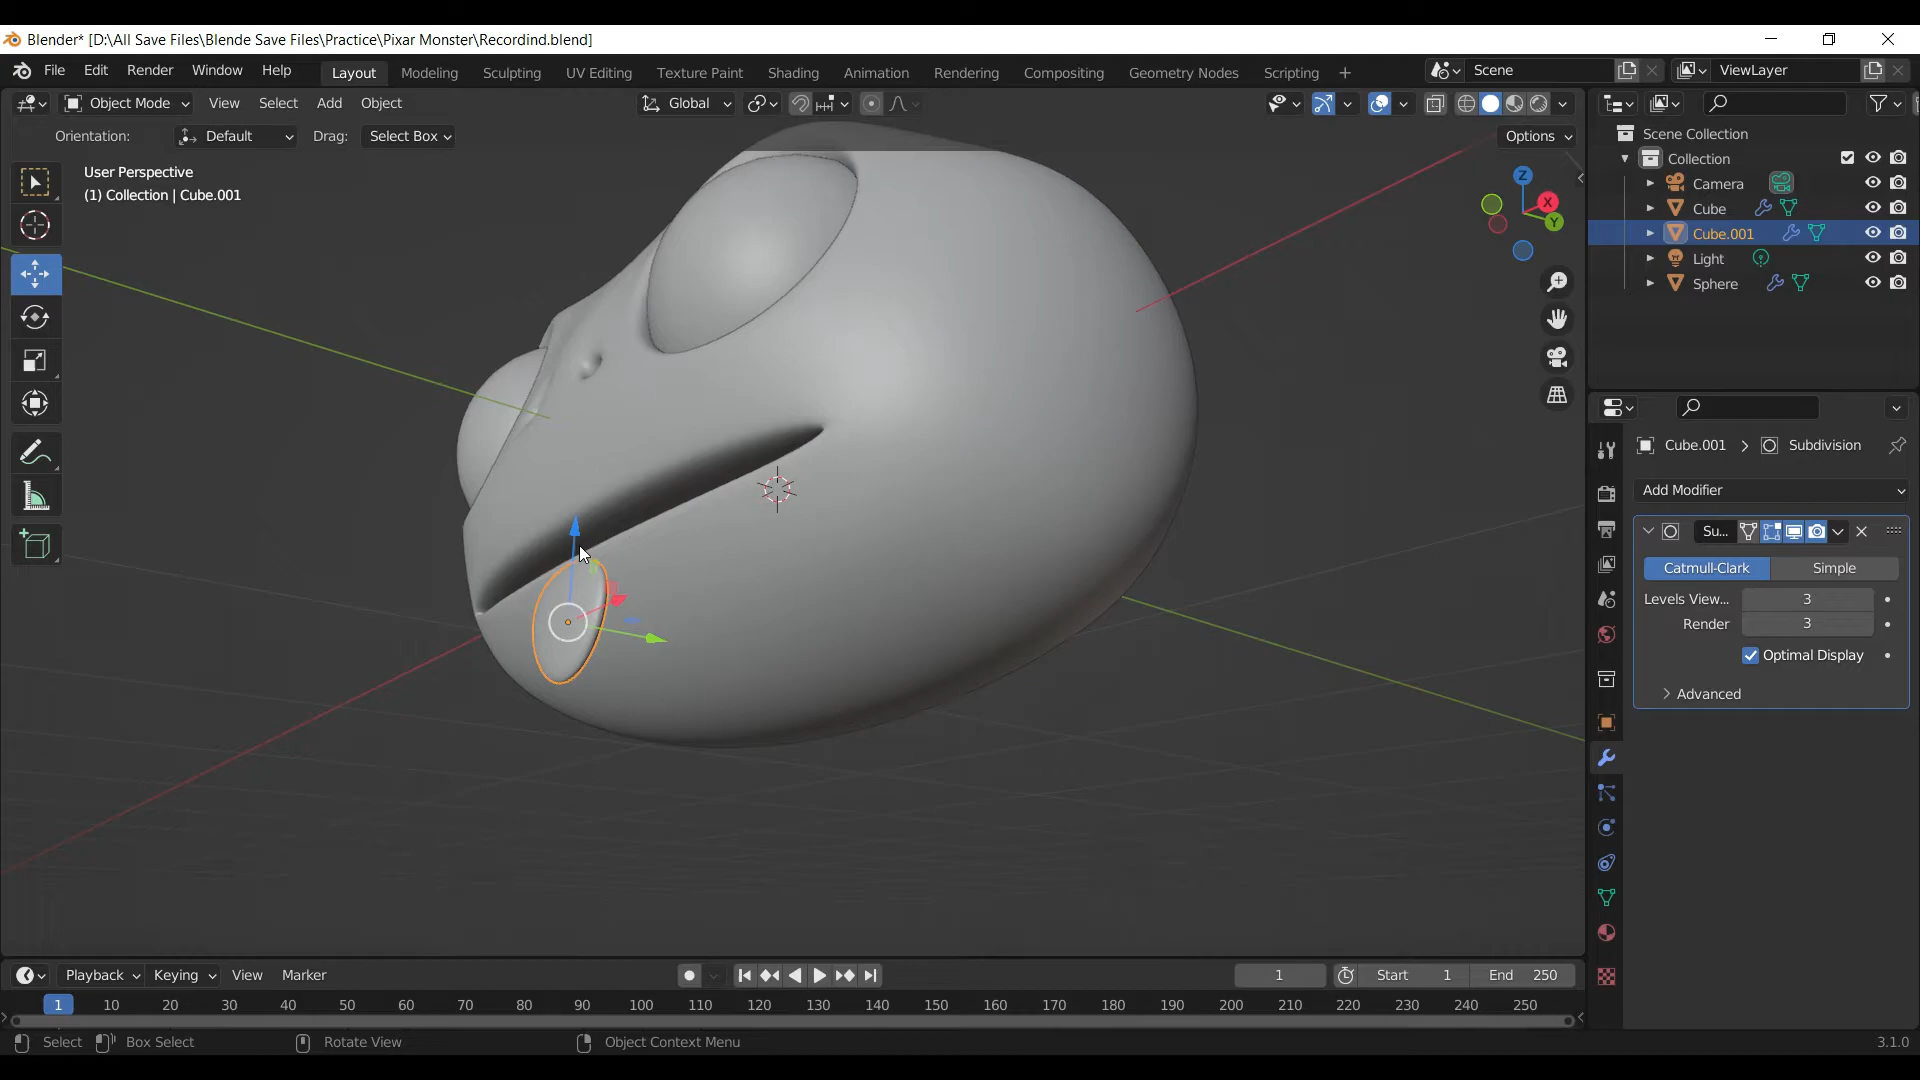 Blender* [D:\All Save Files\Blende Save Files\Practice\Pixar Monster\Recordind.blend]
File Edit Render Window Help Layout Modeling Sculpting UV Editing Texture Paint Shading Animation Rendering Compositing Geometry Nodes Scripting + Scene ViewLayer
Object Mode View Select Add Object Global
Orientation: Default Drag: Select Box Options
User Perspective
(1) Collection | Cube.001
Z
X
Y
Scene Collection
Collection
Camera
Cube
Cube.001
Light
Sphere
Cube.001 > Subdivision
Add Modifier
Su...
Catmull-Clark Simple
Levels View... 3
Render 3
Optimal Display
Advanced
Playback Keying View Marker 1 Start 1 End 250
1 10 20 30 40 50 60 70 80 90 100 110 120 130 140 150 160 170 180 190 200 210 220 230 240 250
Select Box Select Rotate View Object Context Menu 3.1.0